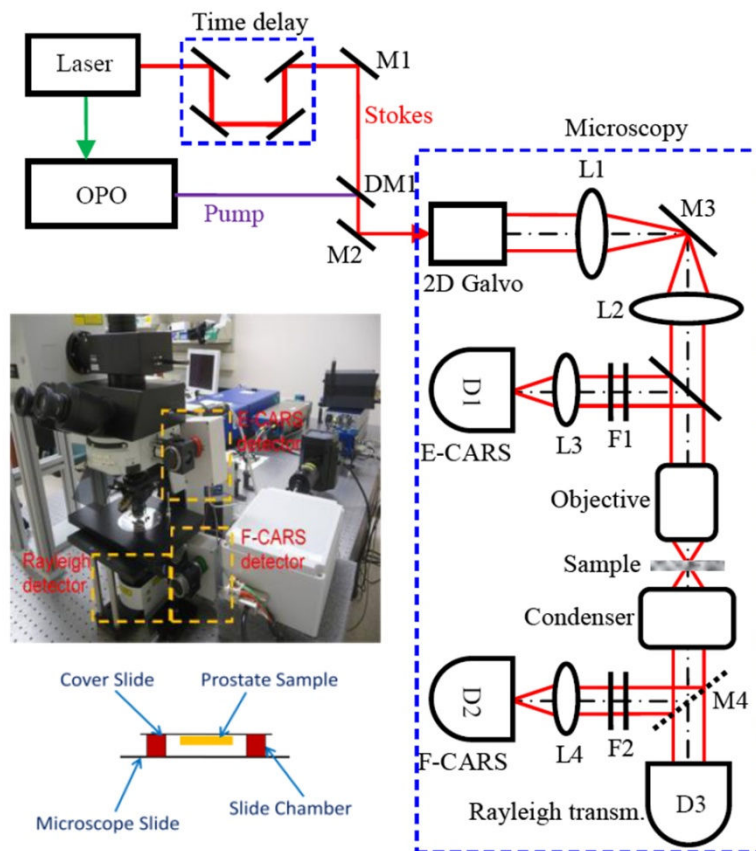 Time delay
Laser
M1
Stokes
OPO
Pump
DM1
M2
Microscopy
L1
M3
2D Galvo
L2
D1
E-CARS
L3
F1
Objective
Sample
Condenser
D2
F-CARS
L4
F2
M4
Rayleigh transm.
D3
E-CARS
detector
F-CARS
detector
Rayleigh
detector
Cover Slide
Prostate Sample
Microscope Slide
Slide Chamber